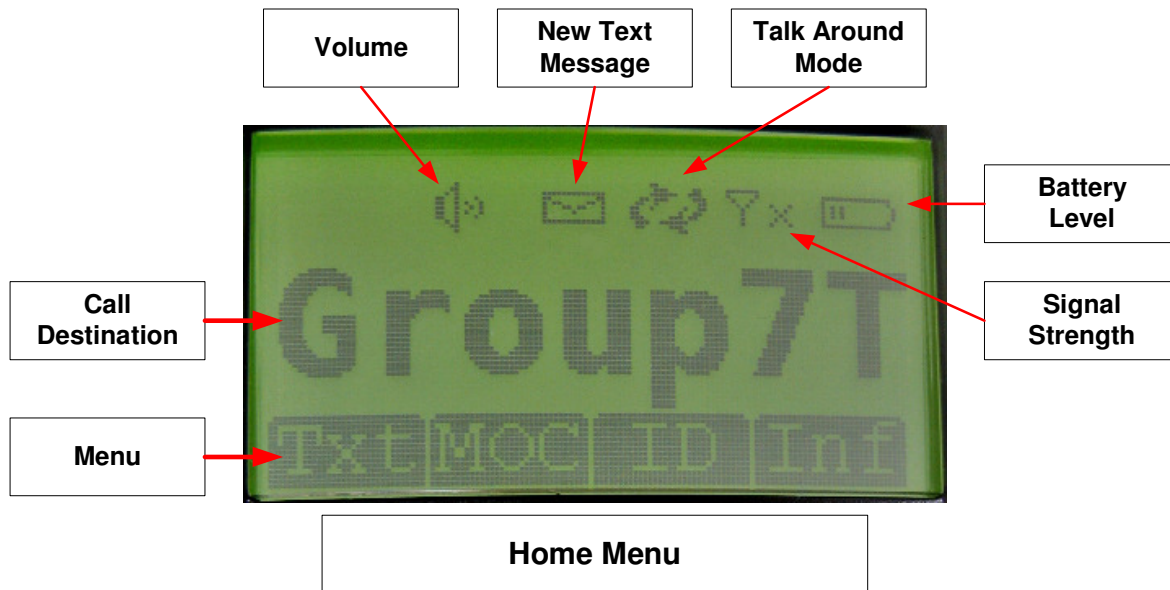 Volume
New Text
Message
Talk Around
Mode
Battery
Level
Call
Destination
Group7T
Signal
Strength
Menu
Txt MOC ID Inf
Home Menu